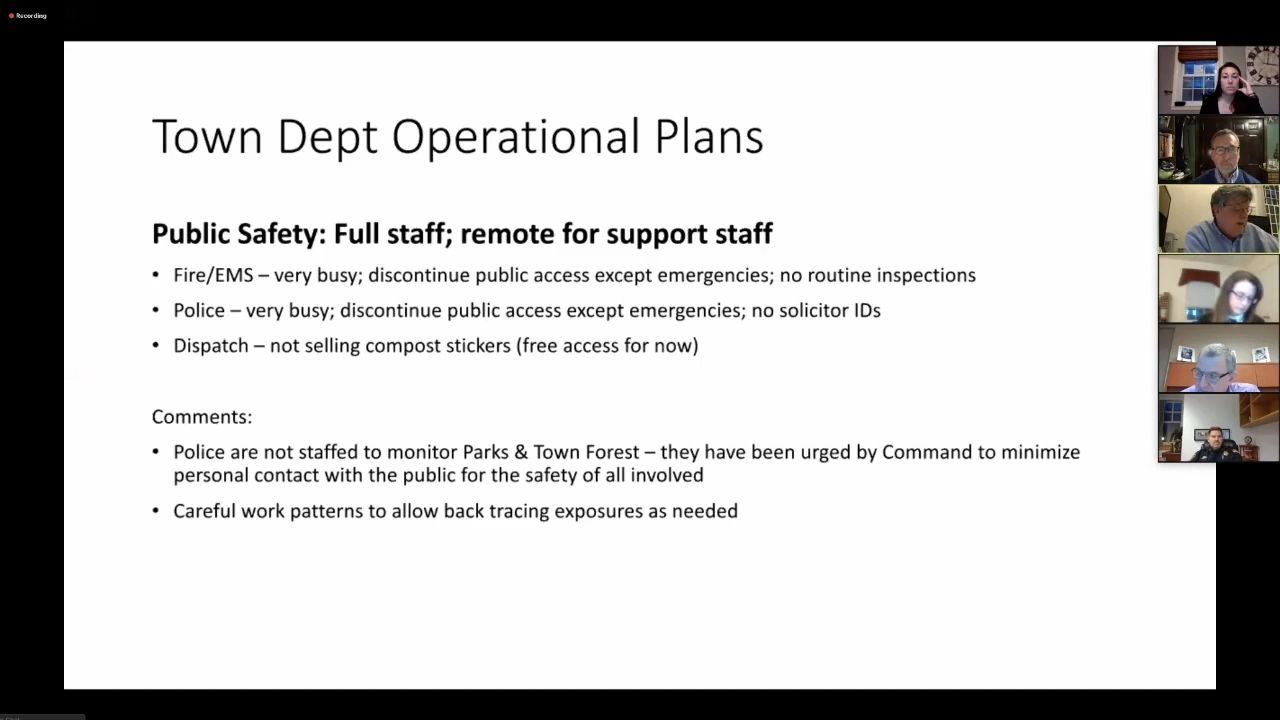 Recording
Town Dept Operational Plans
Public Safety: Full staff; remote for support staff
• Fire/EMS – very busy; discontinue public access except emergencies; no routine inspections
• Police – very busy; discontinue public access except emergencies; no solicitor IDs
• Dispatch – not selling compost stickers (free access for now)
Comments:
• Police are not staffed to monitor Parks & Town Forest – they have been urged by Command to minimize
personal contact with the public for the safety of all involved
• Careful work patterns to allow back tracing exposures as needed